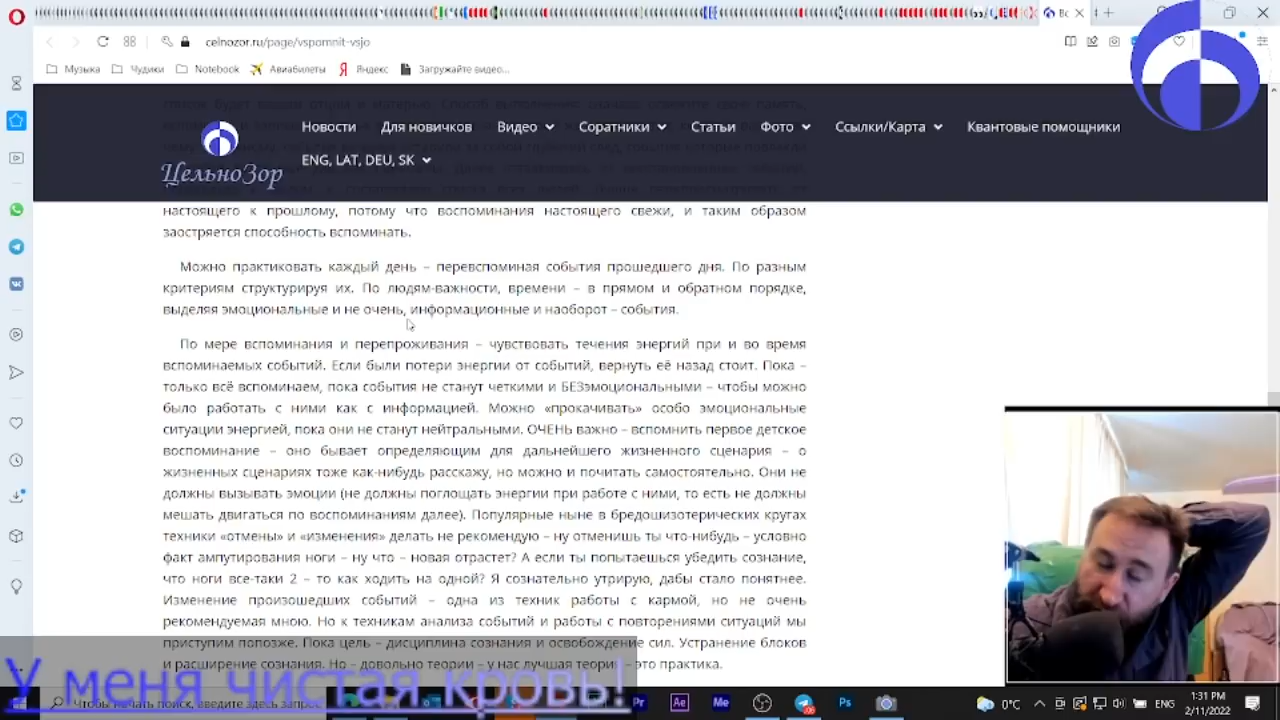 Вс
celnozor.ru/page/vspomnit-vsjo
Музыка Чудики Notebook Авиабилеты Яндекс Загружайте видео...
Новости Для новичков Видео Соратники Статьи Фото Ссылки/Карта Квантовые помощники
ENG, LAT, DEU, SK
ЦельноЗор
настоящего к прошлому, потому что воспоминания настоящего свежи, и таким образом
заостряется способность вспоминать.
Можно практиковать каждый день – перевспоминая события прошедшего дня. По разным
критериям структурируя их. По людям-важности, времени – в прямом и обратном порядке,
выделяя эмоциональные и не очень, информационные и наоборот – события.
По мере вспоминания и перепроживания – чувствовать течения энергий при и во время
вспоминаемых событий. Если были потери энергии от событий, вернуть её назад стоит. Пока –
только всё вспоминаем, пока события не станут четкими и БЕЗэмоциональными – чтобы можно
было работать с ними как с информацией. Можно «прокачивать» особо эмоциональные
ситуации энергией, пока они не станут нейтральными. ОЧЕНЬ важно – вспомнить первое детское
воспоминание – оно бывает определяющим для дальнейшего жизненного сценария – о
жизненных сценариях тоже как-нибудь расскажу, но можно и почитать самостоятельно. Они не
должны вызывать эмоции (не должны поглощать энергии при работе с ними, то есть не должны
мешать двигаться по воспоминаниям далее). Популярные ныне в бредошизотерических кругах
техники «отмены» и «изменения» делать не рекомендую – ну отменишь ты что-нибудь – условно
факт ампутирования ноги – ну что – новая отрастет? А если ты попытаешься убедить сознание,
что ноги все-таки 2 – то как ходить на одной? Я сознательно утрирую, дабы стало понятнее.
Изменение произошедших событий – одна из техник работы с кармой, но не очень
рекомендуемая мною. Но к техникам анализа событий и работы с повторениями ситуаций мы
приступим попозже. Пока цель – дисциплина сознания и освобождение сил. Устранение блоков
и расширение сознания. Но – довольно теории – у нас лучшая теория – это практика.
У меня чистая кровь!
Чтобы начать поиск, введите здесь запрос
Pr Ae Me Ps
0°C ENG
1:31 PM
2/11/2022